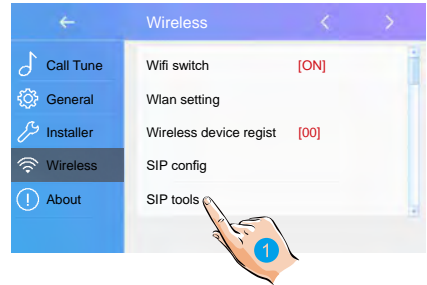 Wireless
Call Tune
General
Installer
Wireless
About
Wifi switch [ON]
Wlan setting
Wireless device regist [00]
SIP config
SIP tools
1